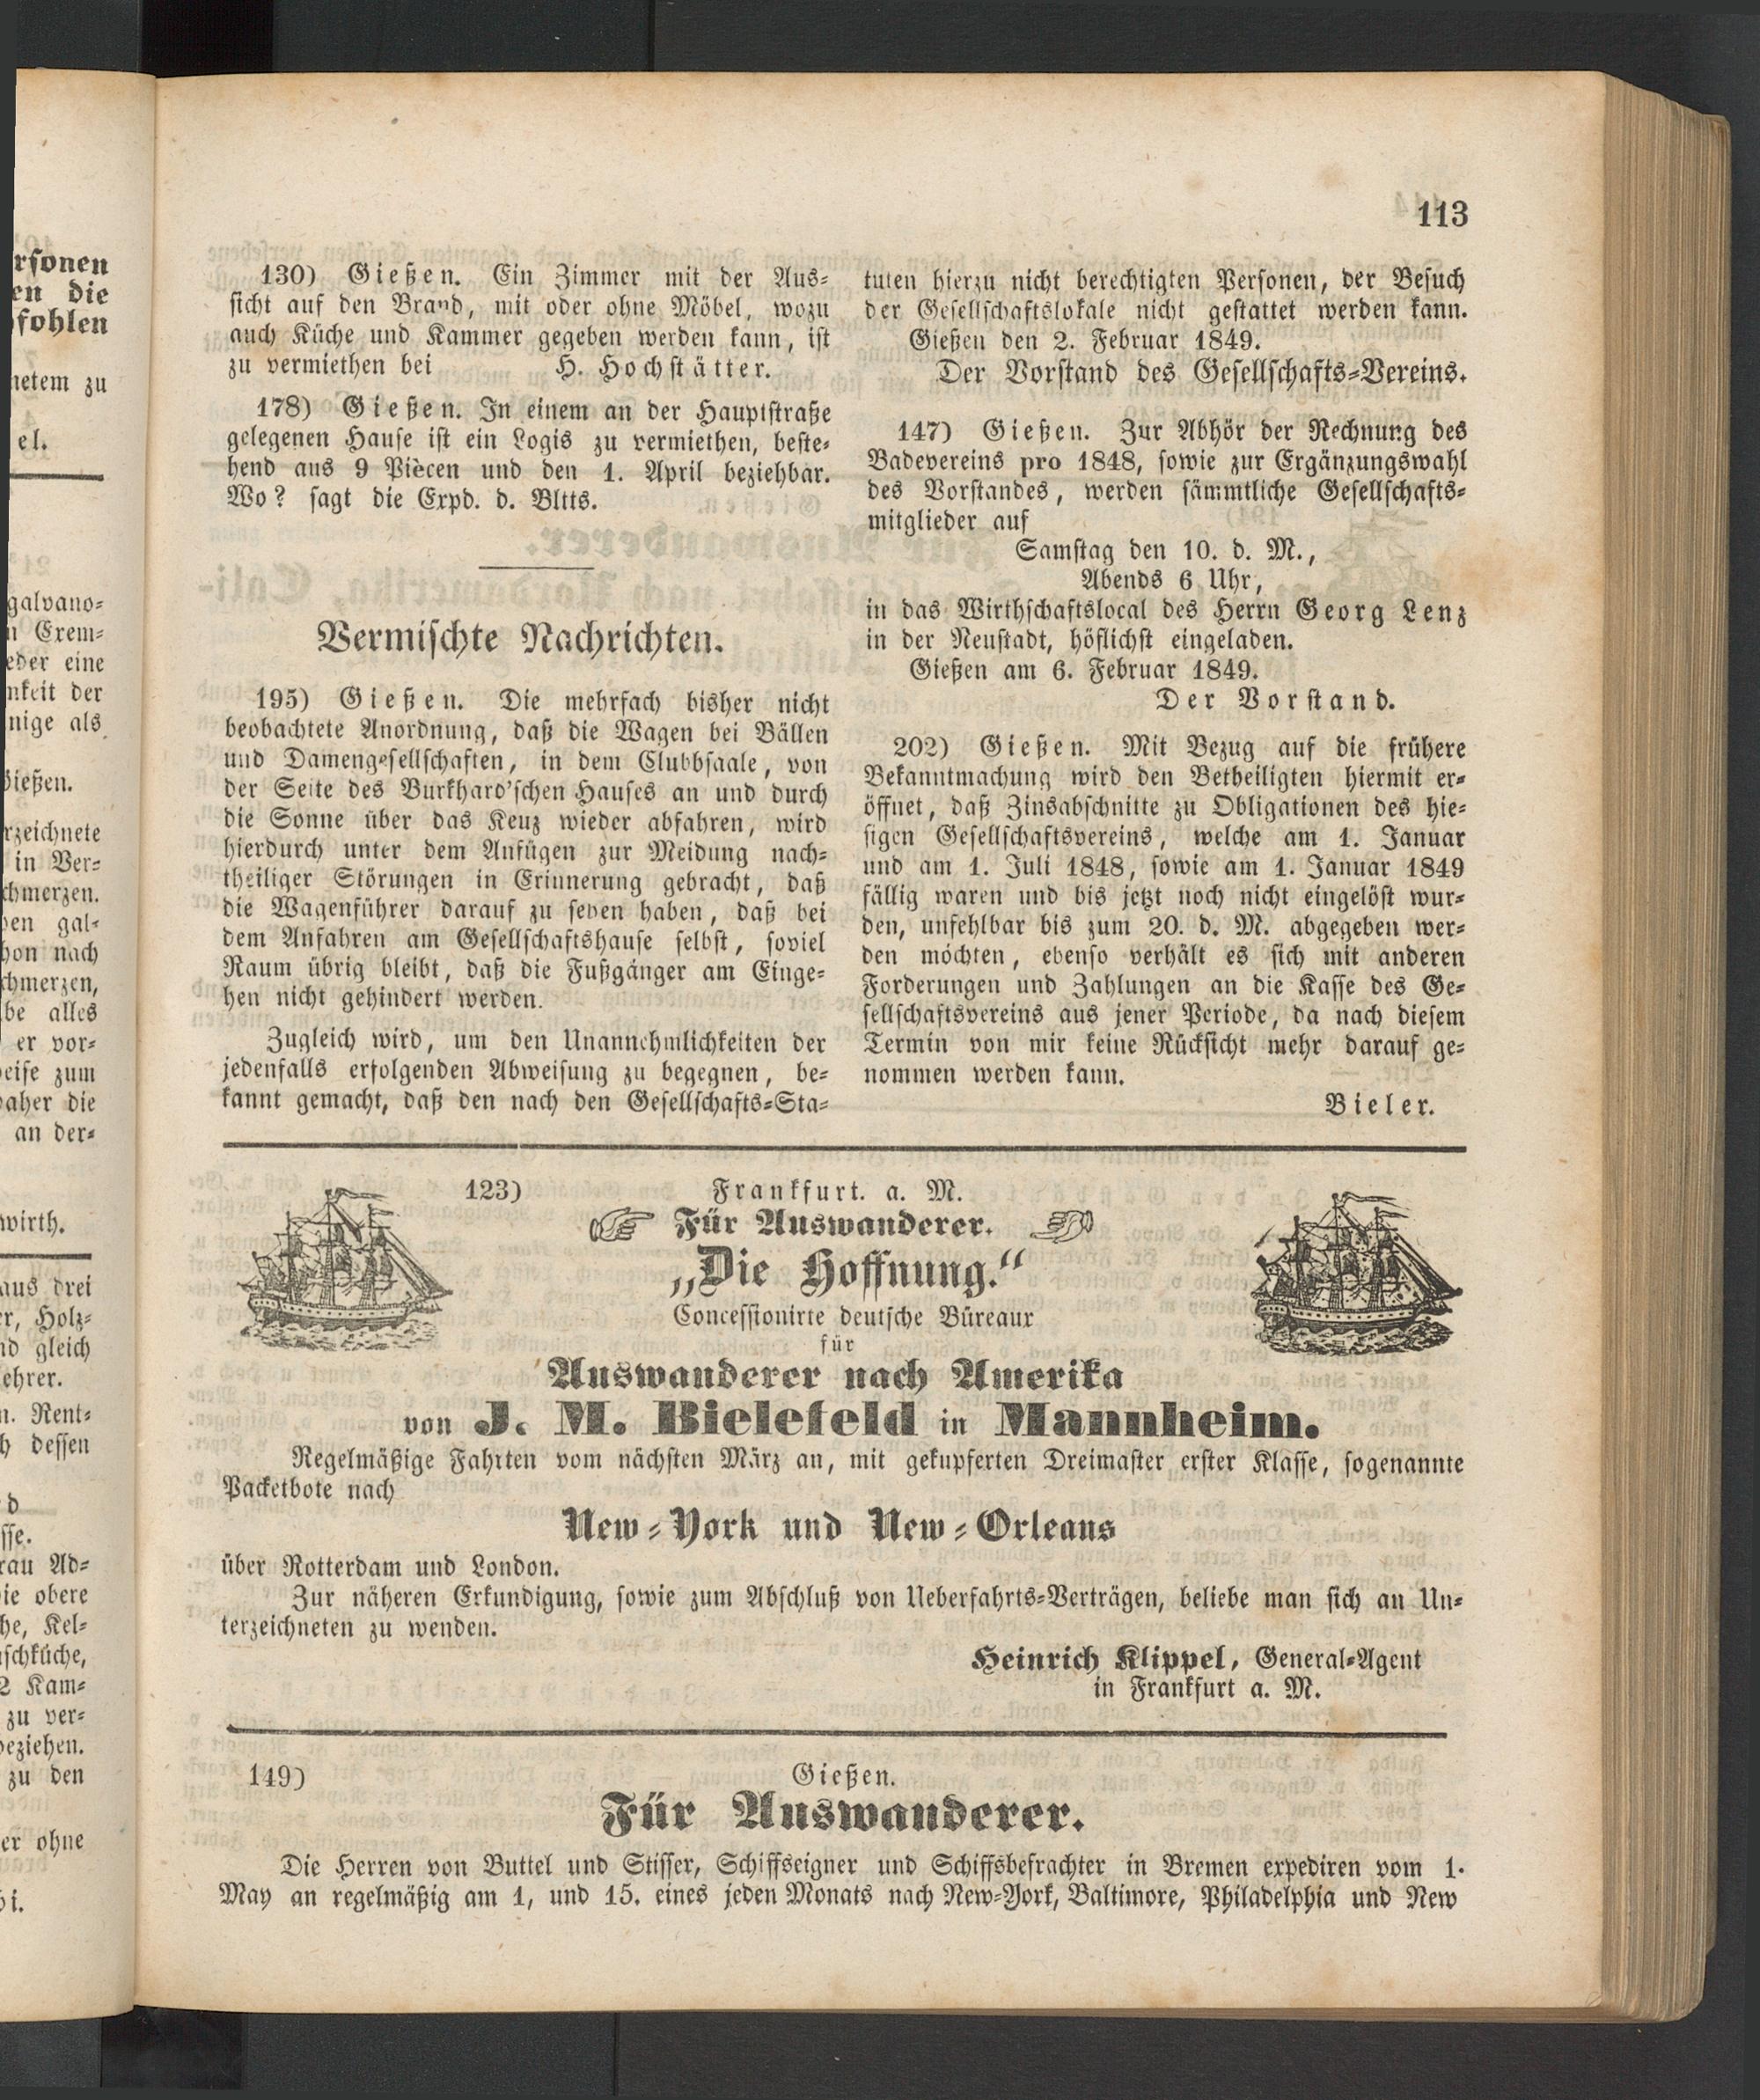 113
130) Gießen. Ein Zimmer mit der Aus-
sicht auf den Brand, mit oder ohne Möbel, wozu
auch Küche und Kammer gegeben werden kann, ist
zu vermiethen bei H. Hochstätter.
178) Gießen. In einem an der Hauptstraße
gelegenen Hause ist ein Logis zu vermiethen, beste-
hend aus 9 Piècen und den 1. April beziehbar.
Wo? sagt die Expd. d. Bltts.
Vermischte Nachrichten.
195) Gießen. Die mehrfach bisher nicht
beobachtete Anordnung, daß die Wagen bei Bällen
und Damengesellschaften, in dem Clubbsaale, von
der Seite des Burkhard'schen Hauses an und durch
die Sonne über das Keuz wieder abfahren, wird
hierdurch unter dem Anfügen zur Meidung nach-
theiliger Störungen in Erinnerung gebracht, daß
die Wagenführer darauf zu sehen haben, daß bei
dem Anfahren am Gesellschaftshause selbst, soviel
Raum übrig bleibt, daß die Fußgänger am Einge-
hen nicht gehindert werden.
Zugleich wird, um den Unannehmlichkeiten der
jedenfalls erfolgenden Abweisung zu begegnen, be-
kannt gemacht, daß den nach den Gesellschafts-Sta-
tuten hierzu nicht berechtigten Personen, der Besuch
der Gesellschaftslokale nicht gestattet werden kann.
Gießen den 2. Februar 1849.
Der Vorstand des Gesellschafts-Vereins.
147) Gießen. Zur Abhör der Rechnung des
Badevereins pro 1848, sowie zur Ergänzungswahl
des Vorstandes, werden sämmtliche Gesellschafts-
mitglieder auf
Samstag den 10. d. M.,
Abends 6 Uhr,
in das Wirthschaftslocal des Herrn Georg Lenz
in der Neustadt, höflichst eingeladen.
Gießen am 6. Februar 1849.
Der Vorstand.
202) Gießen. Mit Bezug auf die frühere
Bekanntmachung wird den Betheiligten hiermit er-
öffnet, daß Zinsabschnitte zu Obligationen des hie-
sigen Gesellschaftsvereins, welche am 1. Januar
und am 1. Juli 1848, sowie am 1. Januar 1849
fällig waren und bis jetzt noch nicht eingelöst wur-
den, unfehlbar bis zum 20. d. M. abgegeben wer-
den möchten, ebenso verhält es sich mit anderen
Forderungen und Zahlungen an die Kasse des Ge-
sellschaftsvereins aus jener Periode, da nach diesem
Termin von mir keine Rücksicht mehr darauf ge-
nommen werden kann.
Bieler.
123) Frankfurt. a. M.
Für Auswanderer.
„Die Hoffnung.“
Concessionirte deutsche Büreaux
für
Auswanderer nach Amerika
von J. M. Bielefeld in Mannheim.
Regelmäßige Fahrten vom nächsten März an, mit gekupferten Dreimaster erster Klasse, sogenannte
Packetbote nach
New-York und New-Orleans
über Rotterdam und London.
Zur näheren Erkundigung, sowie zum Abschluß von Ueberfahrts-Verträgen, beliebe man sich an Un-
terzeichneten zu wenden.
Heinrich Klippel, General-Agent
in Frankfurt a. M.
149) Gießen.
Für Auswanderer.
Die Herren von Buttel und Stisser, Schiffseigner und Schiffsbefrachter in Bremen expediren vom 1.
May an regelmäßig am 1, und 15. eines jeden Monats nach New-York, Baltimore, Philadelphia und New